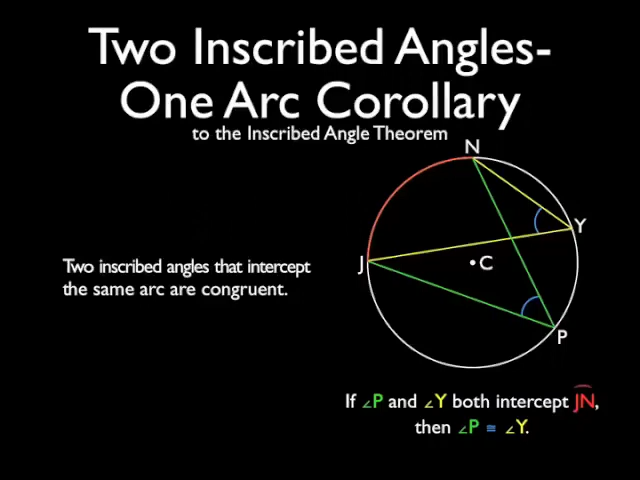 Two Inscribed Angles-
One Arc Corollary
to the Inscribed Angle Theorem
N
Y
J
C
Two inscribed angles that intercept
the same arc are congruent.
P
If ∠P and ∠Y both intercept J͡N,
then ∠P ≅ ∠Y.